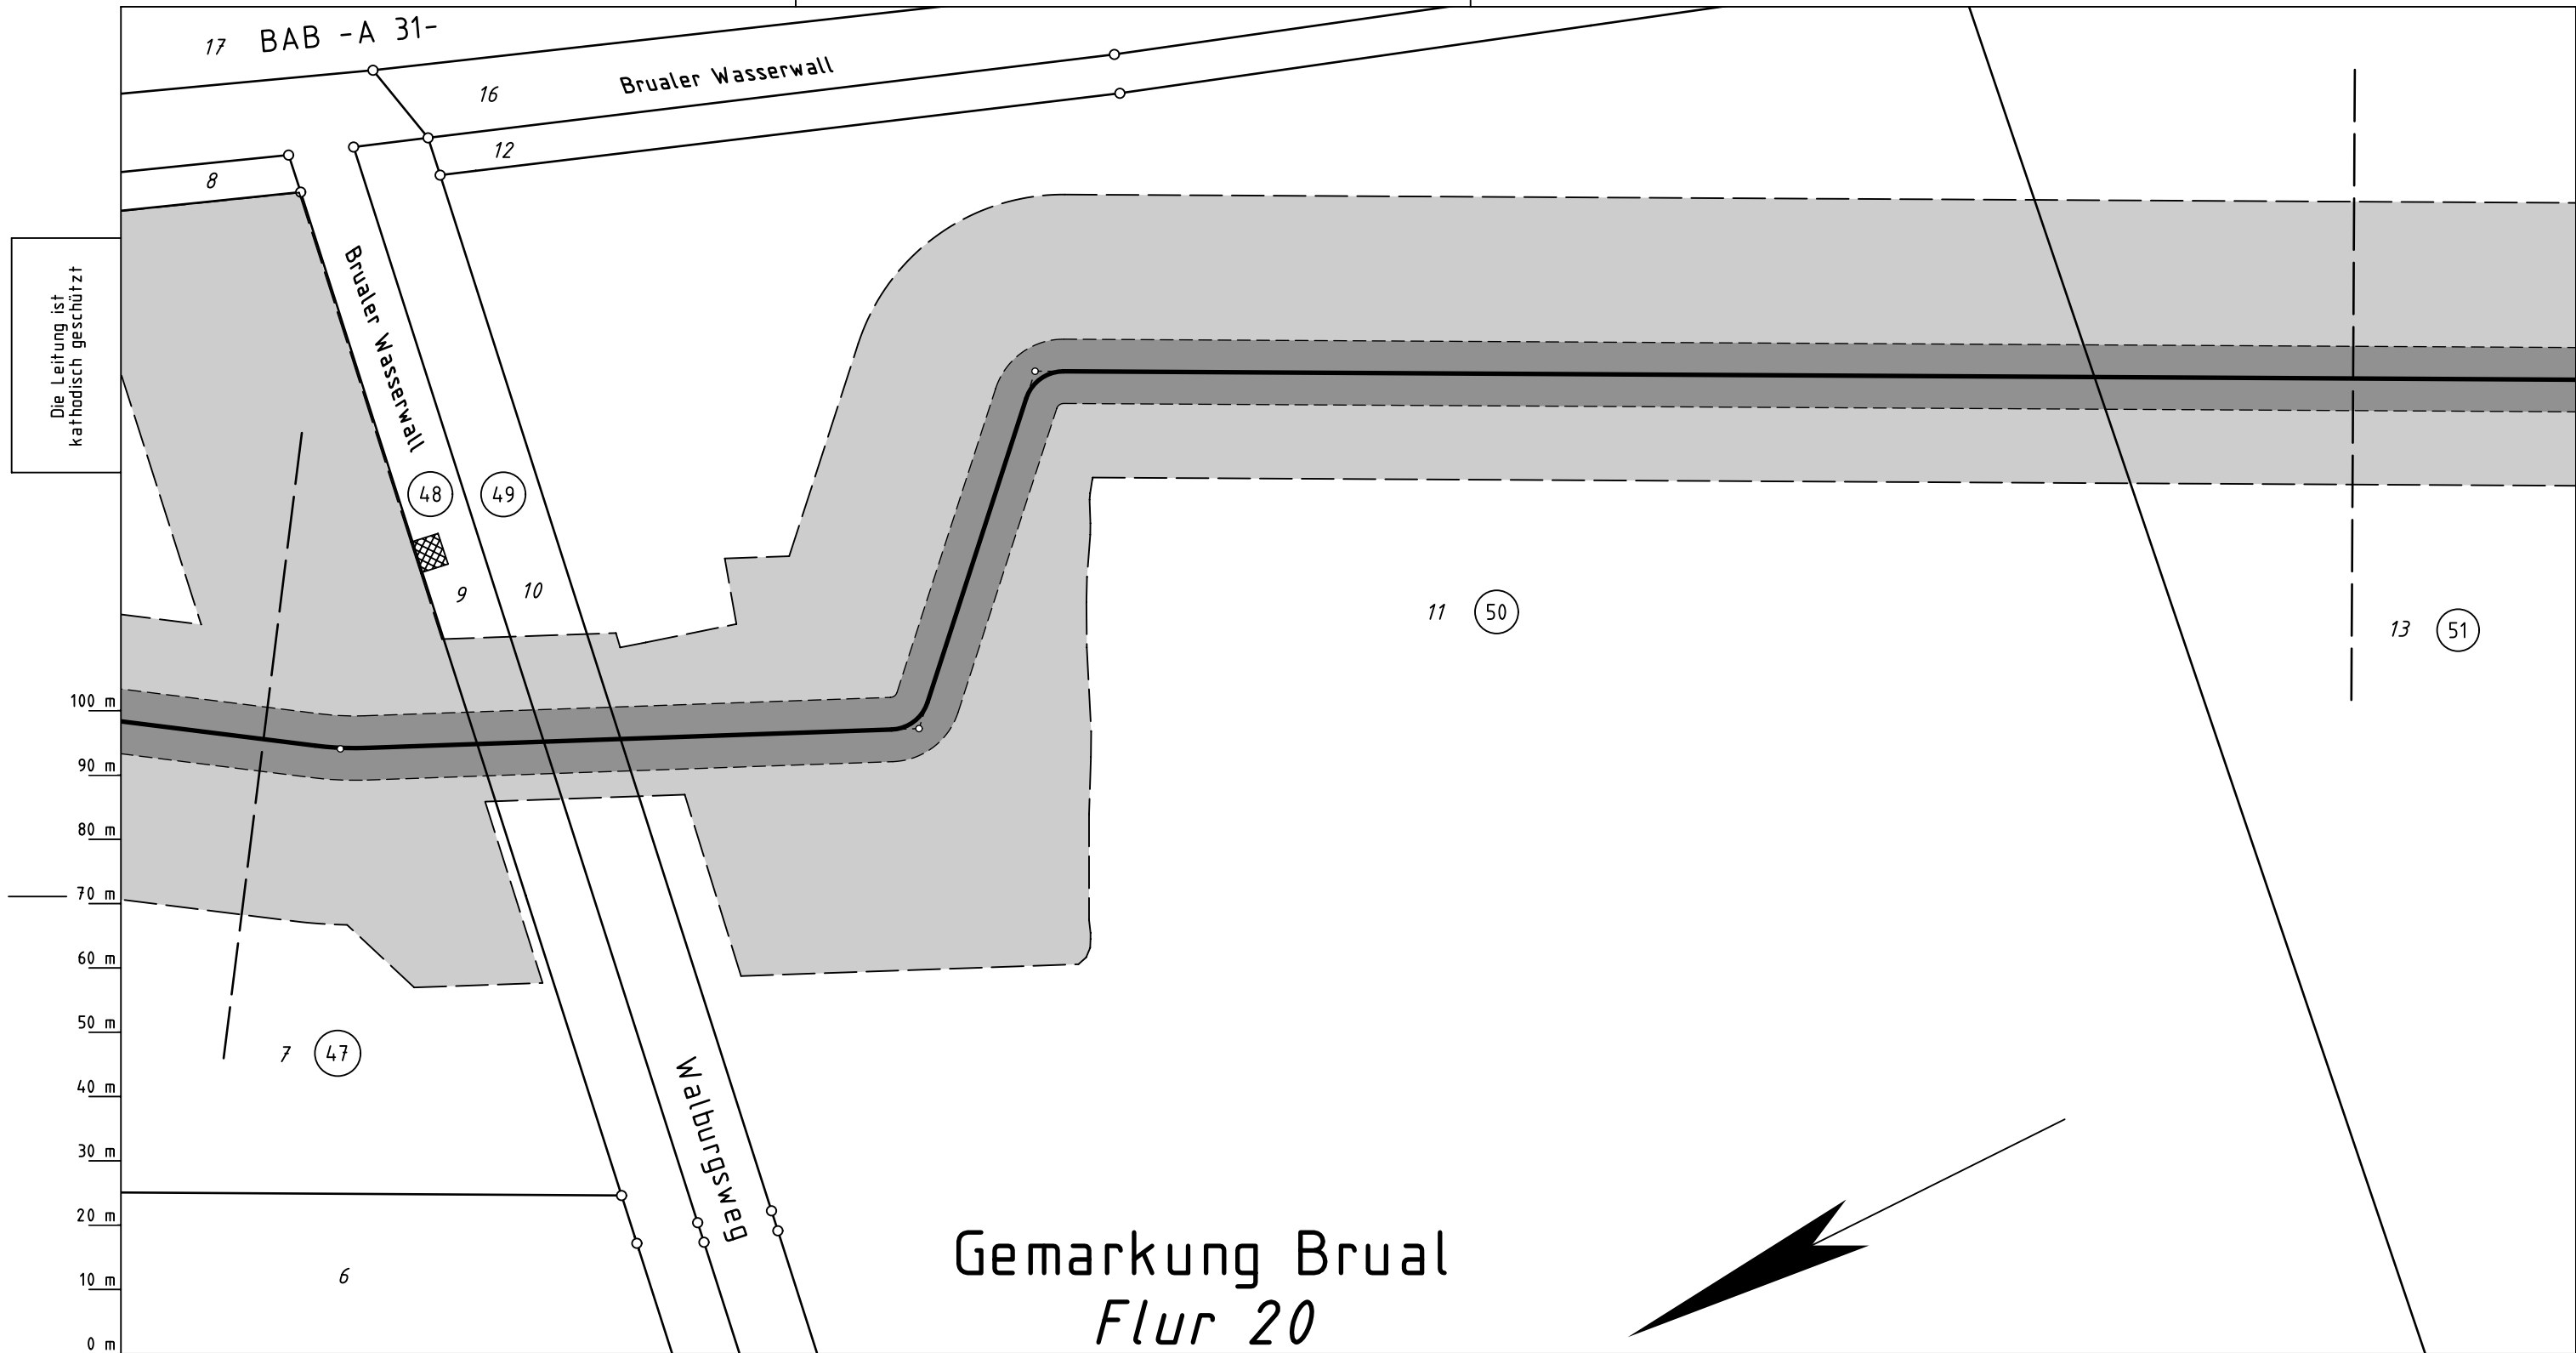 17 BAB -A 31-
16 Brualer Wasserwall
12
8
Die Leitung ist
kathodisch geschützt
Brualer Wasserwall
48 49
9 10
11 50
13 51
100 m
90 m
80 m
70 m
60 m
50 m
7 47
40 m
30 m
Walburgsweg
20 m
10 m
6
0 m
Gemarkung Brual
Flur 20